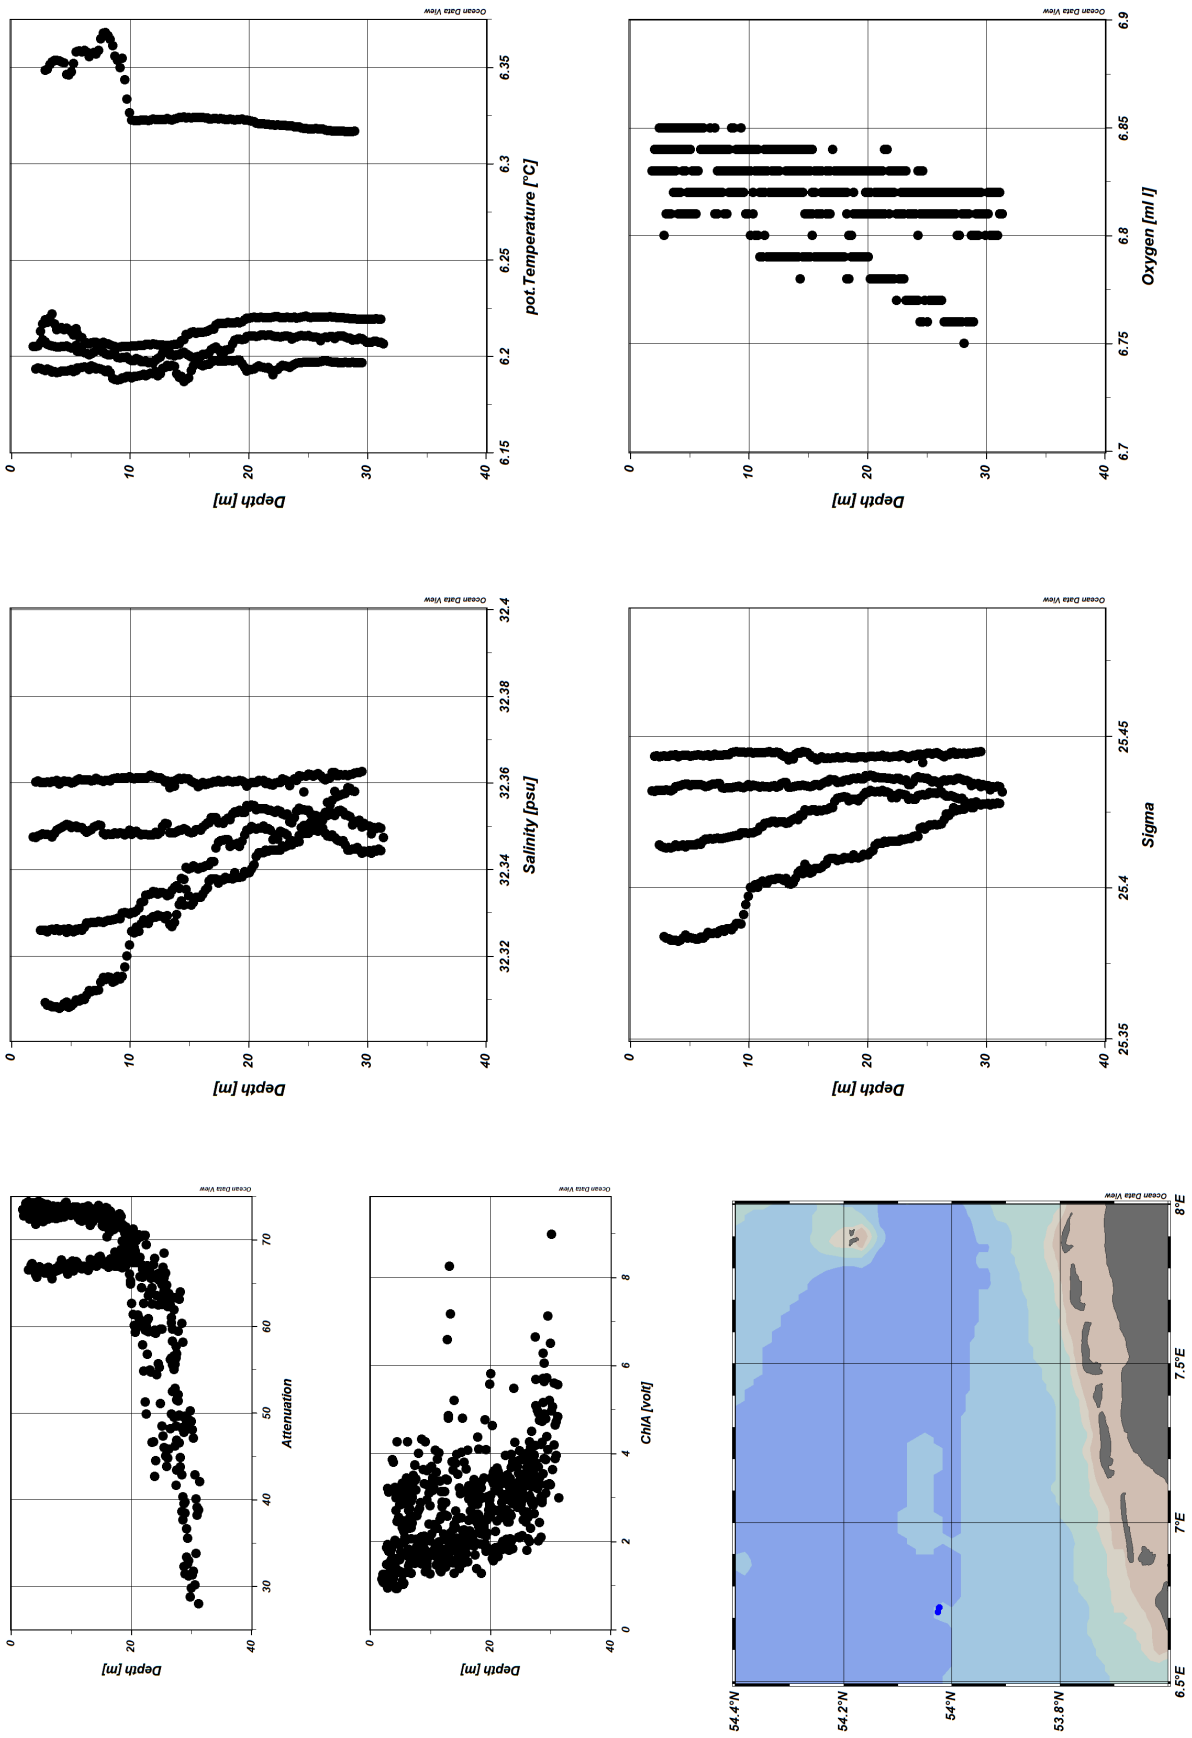 Ocean Data View
0
20
40
Depth [m]
30
40
50
60
70
Attenuation
Ocean Data View
0
20
40
Depth [m]
0
2
4
6
8
ChlA [volt]
Ocean Data View
54.4°N
54.2°N
54°N
53.8°N
6.5°E
7°E
7.5°E
8°E
Ocean Data View
0
10
20
30
40
Depth [m]
32.32
32.34
32.36
32.38
32.4
Salinity [psu]
Ocean Data View
0
10
20
30
40
Depth [m]
25.35
25.4
25.45
Sigma
Ocean Data View
0
10
20
30
40
Depth [m]
6.15
6.2
6.25
6.3
6.35
pot.Temperature [°C]
Ocean Data View
0
10
20
30
40
Depth [m]
6.7
6.75
6.8
6.85
6.9
Oxygen [ml l]